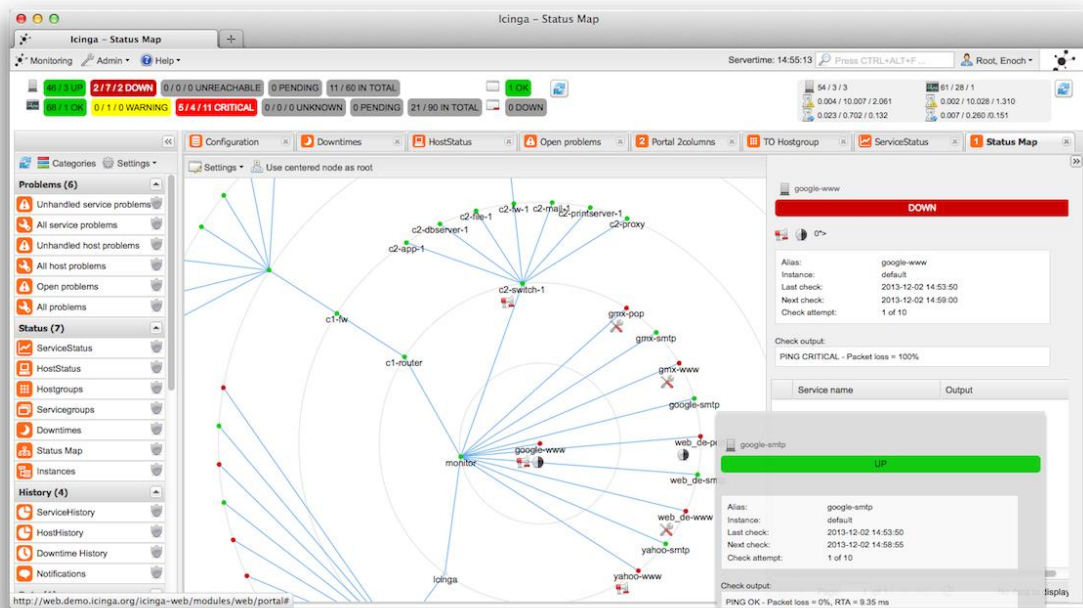 Icinga – Status Map
Icinga – Status Map
Monitoring Admin Help
Servertime: 14:55:13 Press CTRL+ALT+F ... Root, Enoch
46 / 3 UP 2 / 7 / 2 DOWN 0 / 0 / 0 UNREACHABLE 0 PENDING 11 / 60 IN TOTAL 1 OK
68 / 1 OK 0 / 1 / 0 WARNING 5 / 4 / 11 CRITICAL 0 / 0 / 0 UNKNOWN 0 PENDING 21 / 90 IN TOTAL 0 DOWN
54 / 3 / 3 61 / 28 / 1
0.004 / 10.007 / 2.061 0.002 / 10.028 / 1.310
0.023 / 0.702 / 0.132 0.007 / 0.260 /0.151
Configuration Downtimes HostStatus Open problems Portal 2columns TO Hostgroup ServiceStatus Status Map
Categories Settings
Problems (6)
Unhandled service problems
All service problems
Unhandled host problems
All host problems
Open problems
All problems
Status (7)
ServiceStatus
HostStatus
Hostgroups
Servicegroups
Downtimes
Status Map
Instances
History (4)
ServiceHistory
HostHistory
Downtime History
Notifications
http://web.demo.icinga.org/icinga-web/modules/web/portal#
Settings Use centered node as root
c2-file-1
c2-fw-1
c2-mail-1
c2-printserver-1
c2-dbserver-1
c2-proxy
c2-app-1
c2-switch-1
c1-fw
gmx-pop
gmx-smtp
c1-router
gmx-www
google-smtp
google-www
monitor
web_de-smtp
web_de-www
yahoo-smtp
yahoo-www
Icinga
google-www
DOWN
0">
Alias: google-www
Instance: default
Last check: 2013-12-02 14:53:50
Next check: 2013-12-02 14:59:00
Check attempt: 1 of 10
Check output:
PING CRITICAL - Packet loss = 100%
Service name Output
google-smtp
UP
Alias: google-smtp
Instance: default
Last check: 2013-12-02 14:53:50
Next check: 2013-12-02 14:58:55
Check attempt: 1 of 10
Check output:
PING OK - Packet loss = 0%, RTA = 9.35 ms